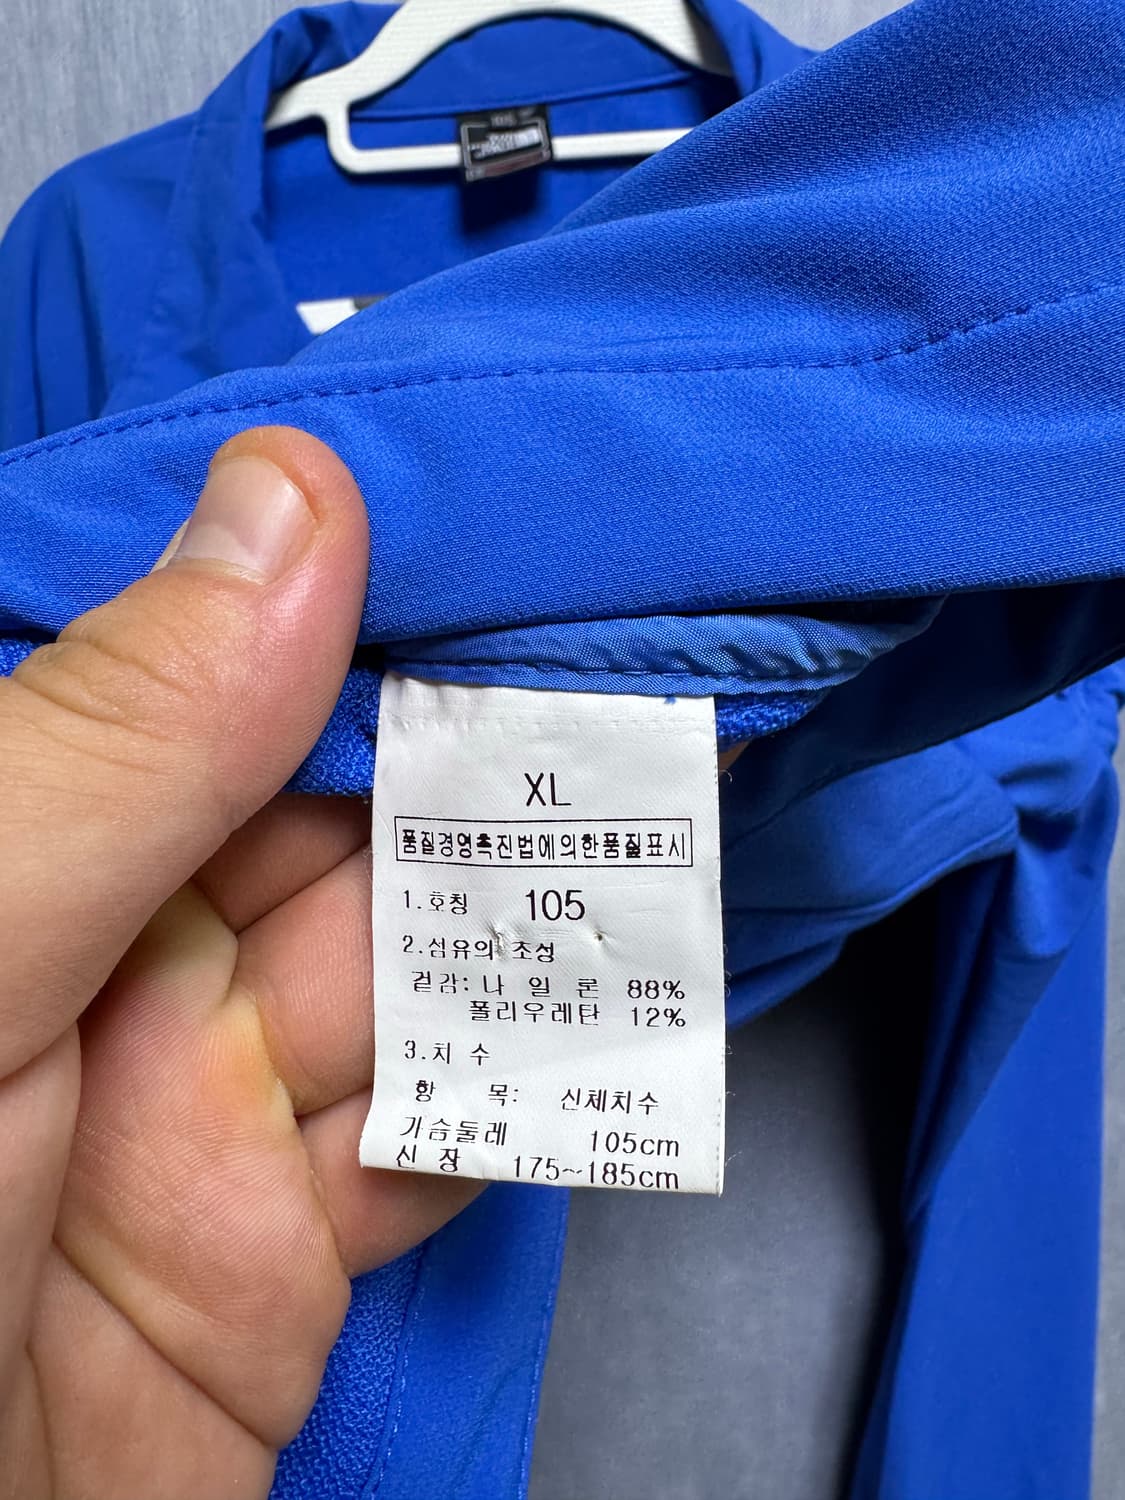 XL
품질경영촉진법에의한품질표시
1.호칭 105
2.섬유의 조성
겉감: 나 일 론 88%
폴리우레탄 12%
3.치 수
항 목: 신체치수
가슴둘레 105cm
신 장 175~185cm